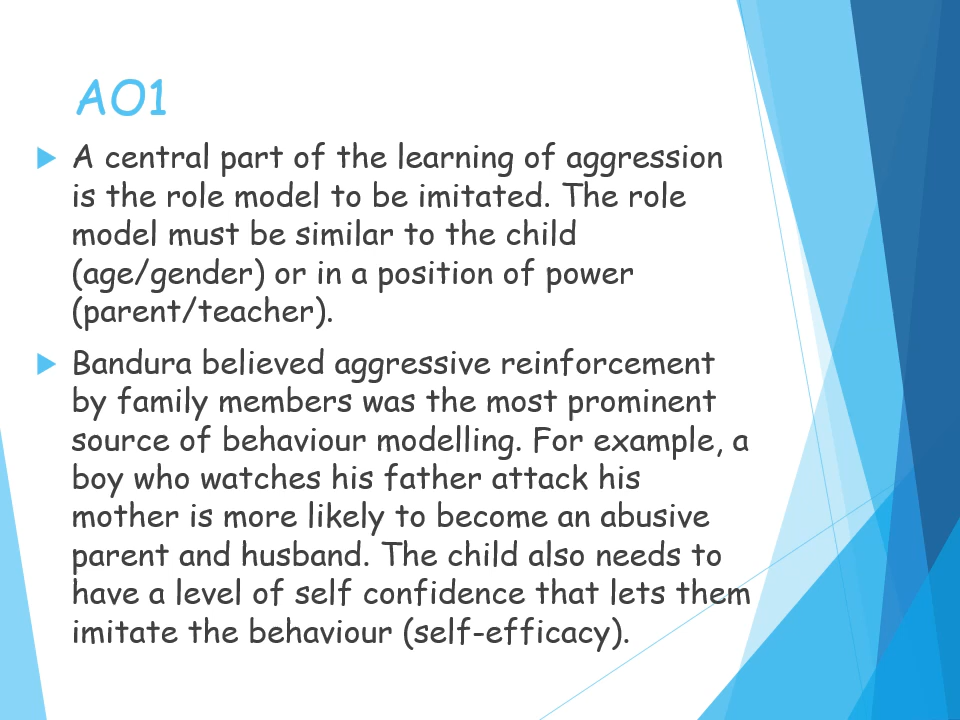 AO1
A central part of the learning of aggression
is the role model to be imitated. The role
model must be similar to the child
(age/gender) or in a position of power
(parent/teacher).
Bandura believed aggressive reinforcement
by family members was the most prominent
source of behaviour modelling. For example, a
boy who watches his father attack his
mother is more likely to become an abusive
parent and husband. The child also needs to
have a level of self confidence that lets them
imitate the behaviour (self-efficacy).